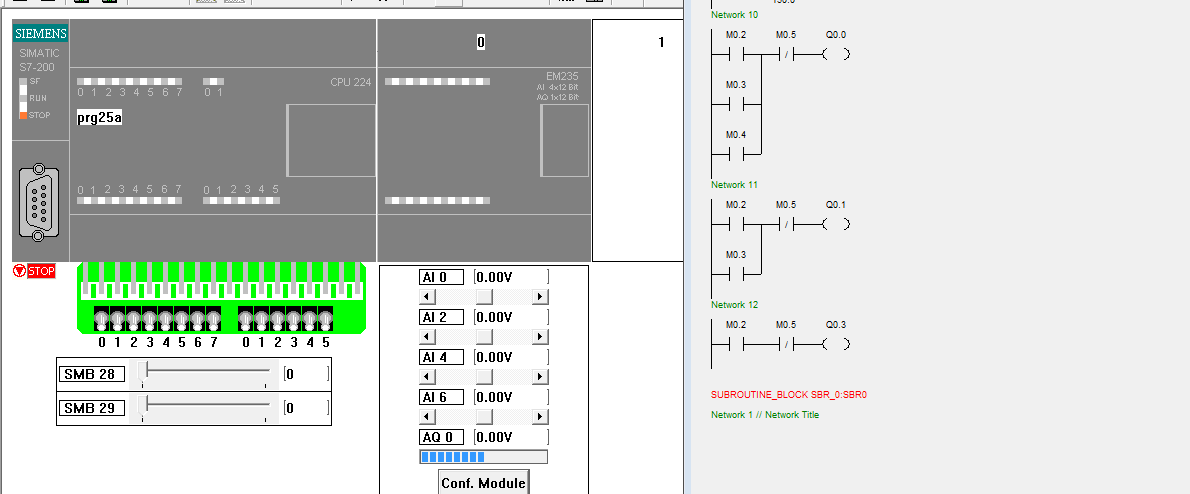 SIEMENS
SIMATIC
S7-200
SF
RUN
STOP
0 1 2 3 4 5 6 7
0 1
CPU 224
prg25a
0 1 2 3 4 5 6 7
0 1 2 3 4 5
0
EM235
AI 4x12 Bit
AQ 1x12 Bit
1
STOP
0 1 2 3 4 5 6 7
0 1 2 3 4 5
SMB 28 [0 ]
SMB 29 [0 ]
AI 0 [0.00V ]
AI 2 [0.00V ]
AI 4 [0.00V ]
AI 6 [0.00V ]
AQ 0 [0.00V ]
Conf. Module
Network 10
M0.2 M0.5 Q0.0
/
M0.3
M0.4
Network 11
M0.2 M0.5 Q0.1
/
M0.3
Network 12
M0.2 M0.5 Q0.3
/
SUBROUTINE_BLOCK SBR_0:SBR0
Network 1 // Network Title